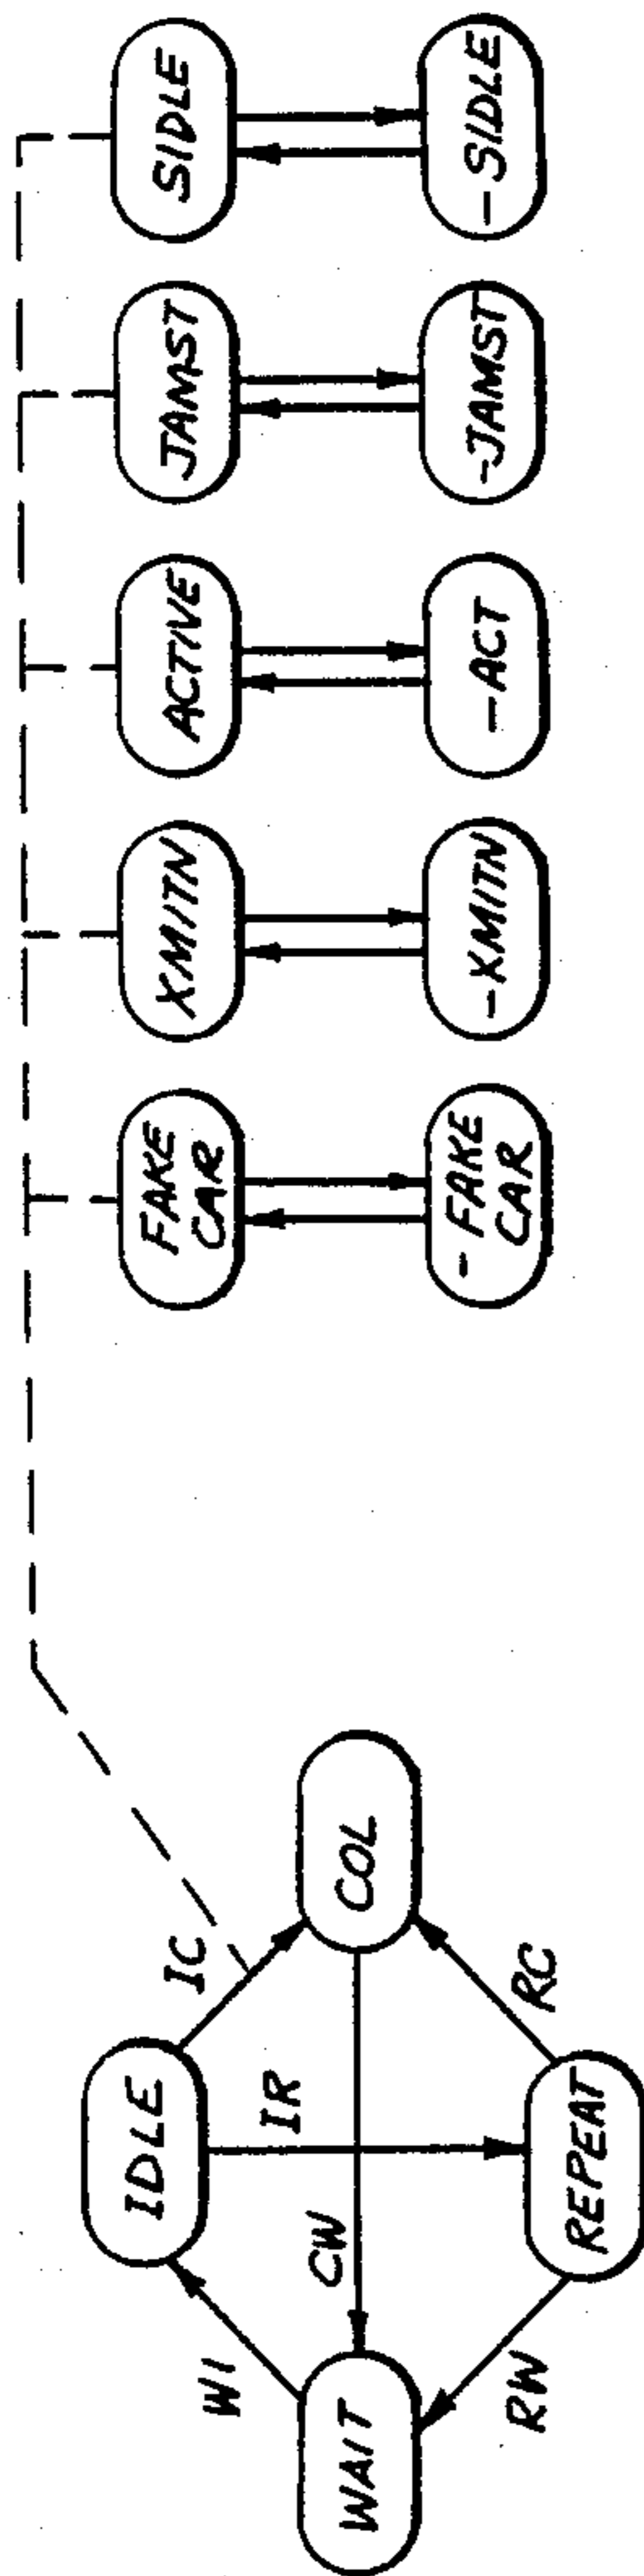 IDLE
WI
IC
WAIT
CW
IR
COL
RW
RC
REPEAT
FAKE
CAR
XMITN
ACTIVE
JAMST
SIDLE
- FAKE
CAR
-XMITN
-ACT
-JAMST
-SIDLE